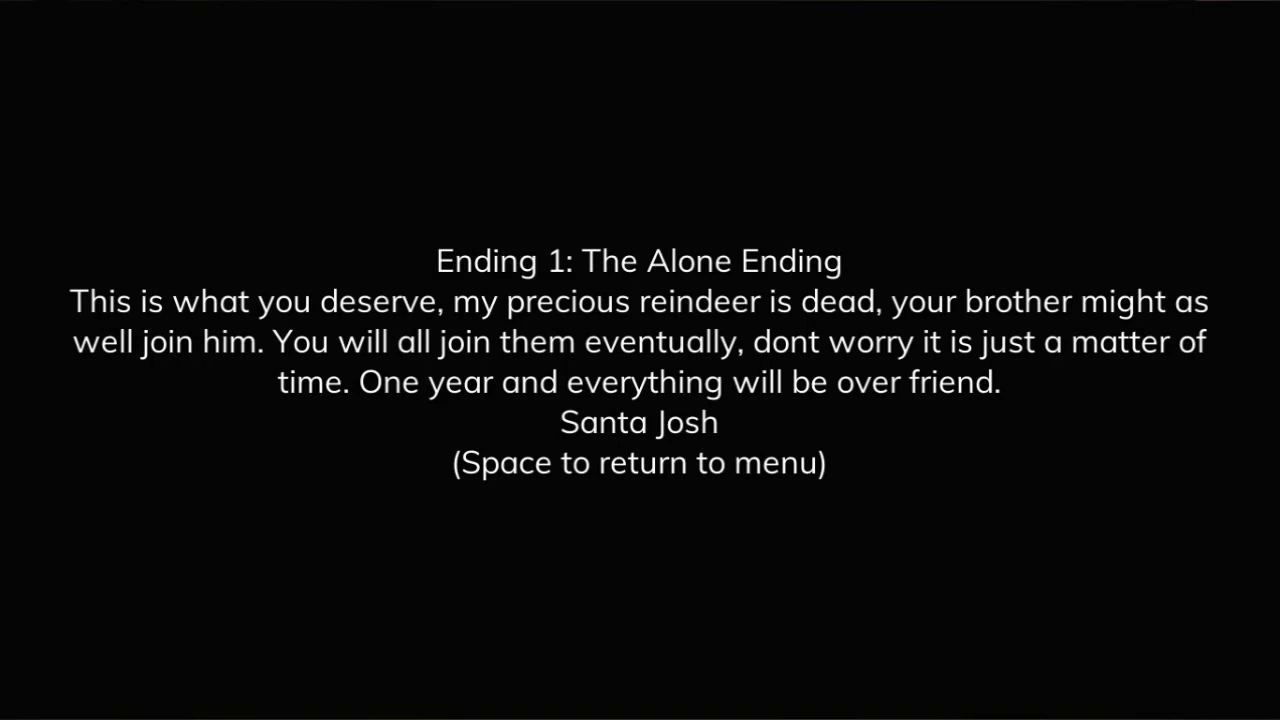 Ending 1: The Alone Ending
This is what you deserve, my precious reindeer is dead, your brother might as
well join him. You will all join them eventually, dont worry it is just a matter of
time. One year and everything will be over friend.
Santa Josh
(Space to return to menu)